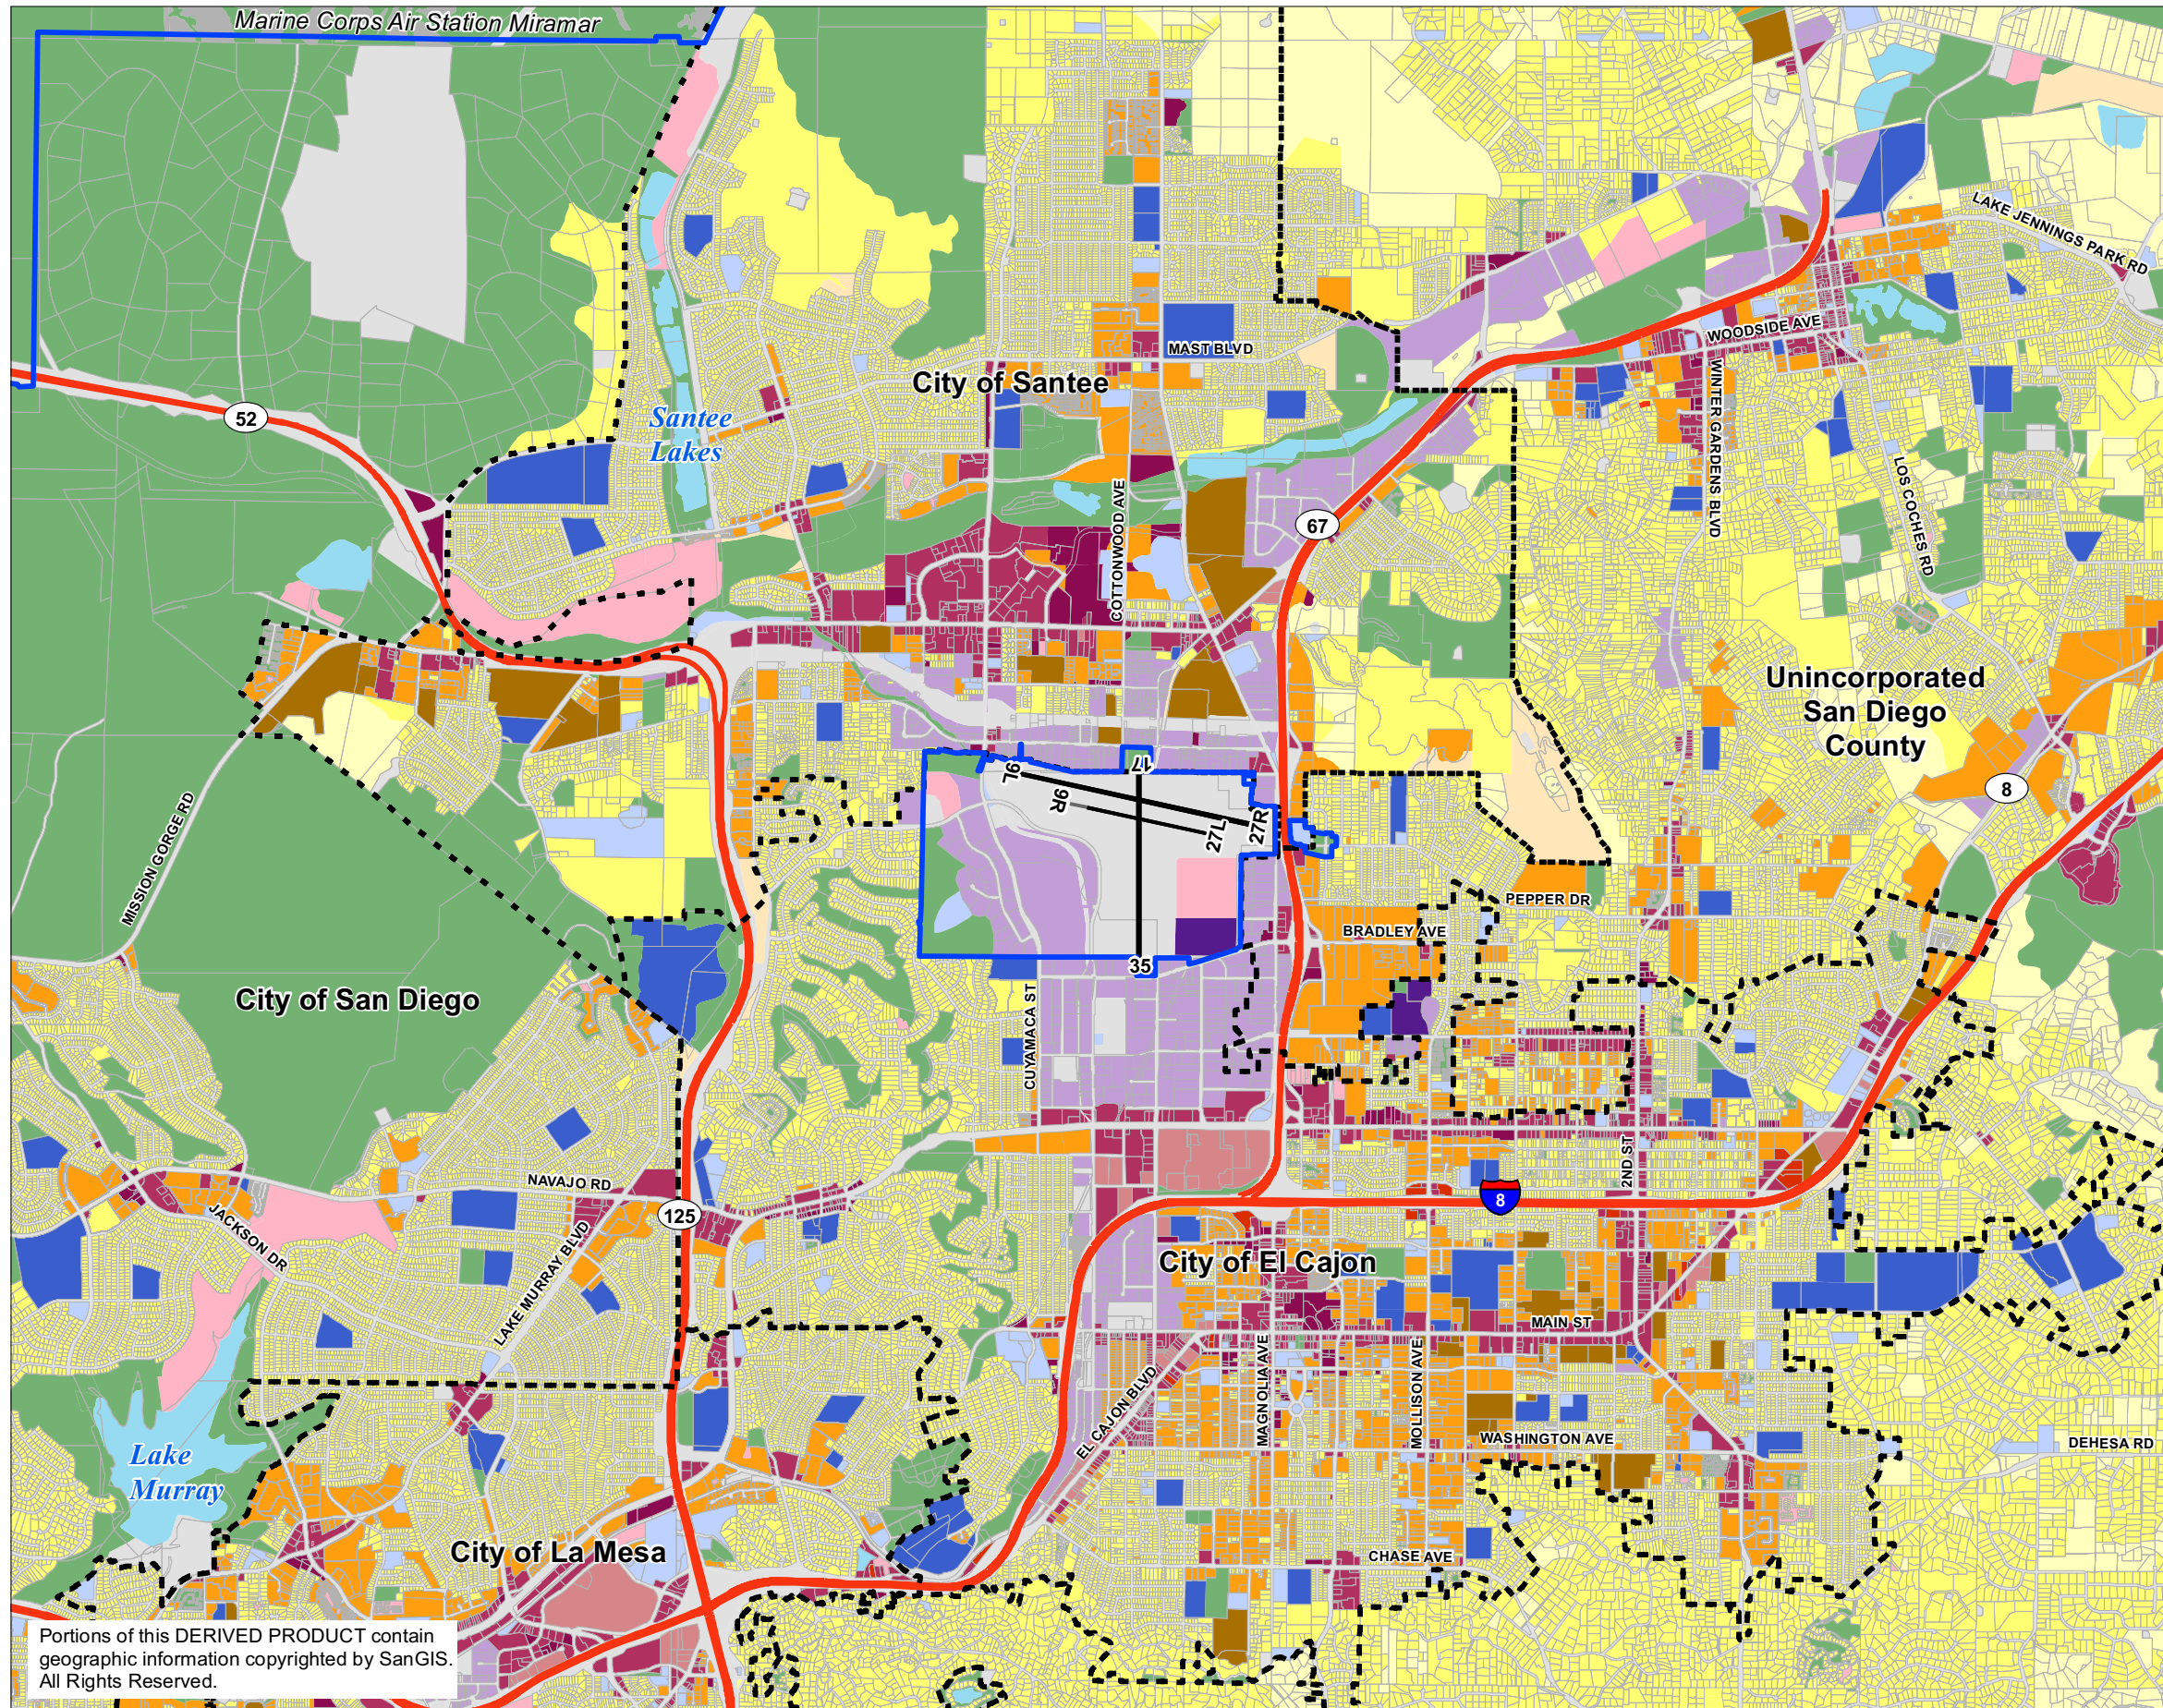 Marine Corps Air Station Miramar
LAKE JENNINGS PARK RD
WOODSIDE AVE
MAST BLVD
City of Santee
52
Santee
Lakes
WINTER GARDENS BLVD
LOS COCHES RD
COTTONWOOD AVE
67
Unincorporated
San Diego
County
8
MISSION GORGE RD
9L
17
9R
27L
27R
PEPPER DR
BRADLEY AVE
35
City of San Diego
CUYAMACA ST
NAVAJO RD
2ND ST
8
125
JACKSON DR
LAKE MURRAY BLVD
City of El Cajon
MAIN ST
EL CAJON BLVD
MAGNOLIA AVE
MOLLISON AVE
WASHINGTON AVE
DEHESA RD
Lake
Murray
City of La Mesa
CHASE AVE
Portions of this DERIVED PRODUCT contain
geographic information copyrighted by SanGIS.
All Rights Reserved.